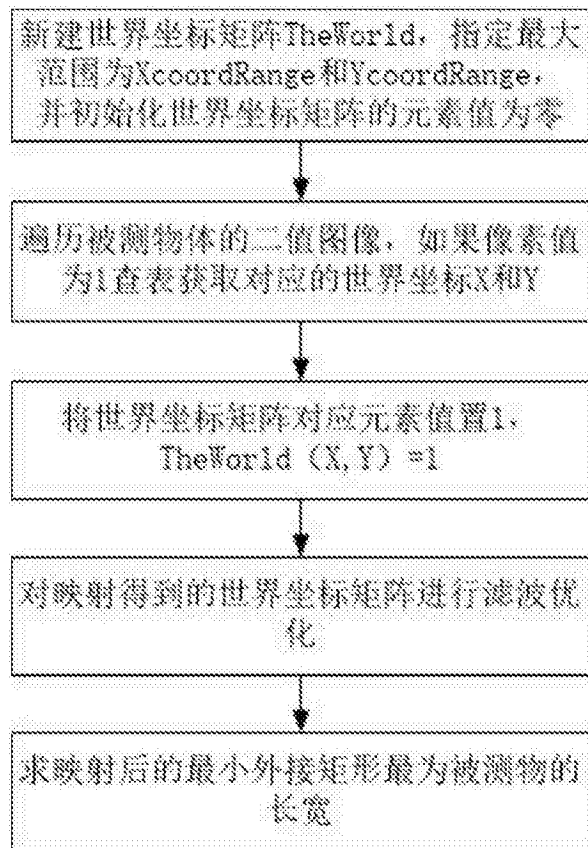 新建世界坐标矩阵TheWorld，指定最大
范围为XcoordRange和YcoordRange，
并初始化世界坐标矩阵的元素值为零
遍历被测物体的二值图像，如果像素值
为1查表获取对应的世界坐标X和Y
将世界坐标矩阵对应元素值置1，
TheWorld（X,Y）=1
对映射得到的世界坐标矩阵进行滤波优
化
求映射后的最小外接矩形最为被测物的
长宽